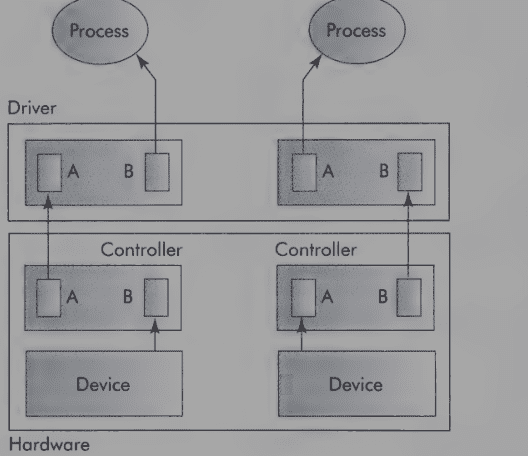 Process Process
Driver
A B A B
Controller Controller
A B A B
Device Device
Hardware